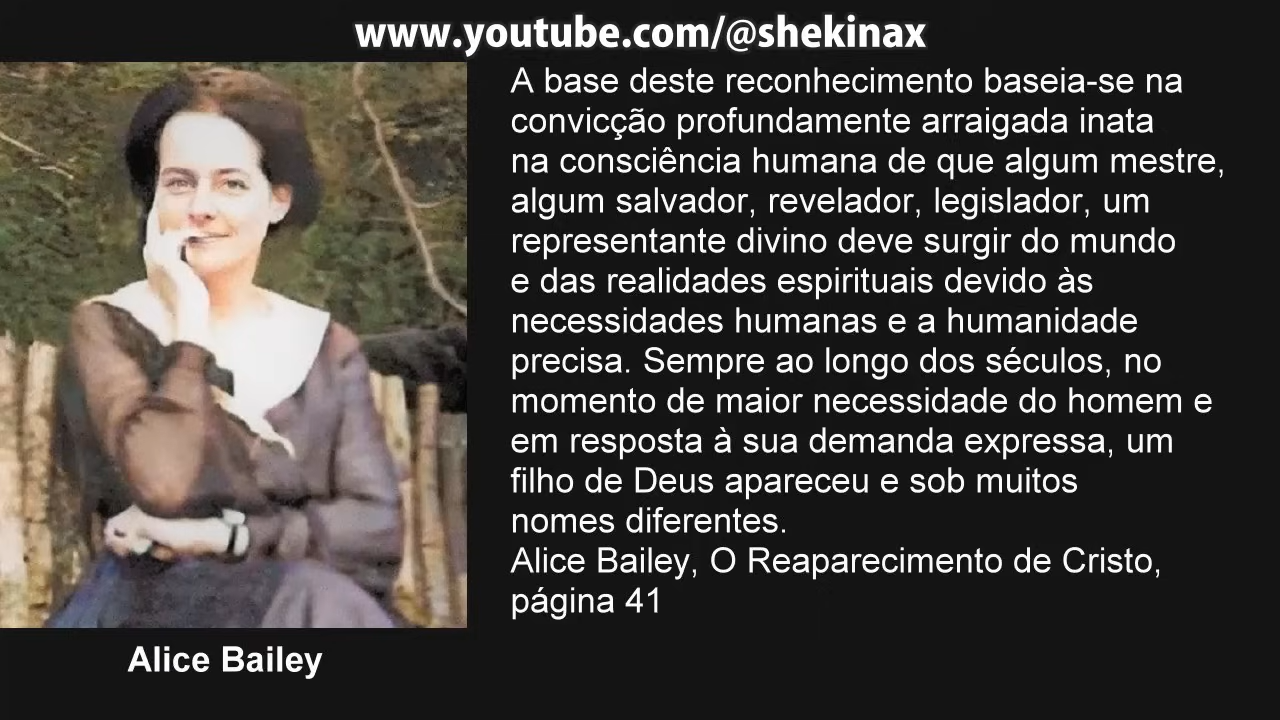 www.youtube.com/@shekinax
A base deste reconhecimento baseia-se na
convicção profundamente arraigada inata
na consciência humana de que algum mestre,
algum salvador, revelador, legislador, um
representante divino deve surgir do mundo
e das realidades espirituais devido às
necessidades humanas e a humanidade
precisa. Sempre ao longo dos séculos, no
momento de maior necessidade do homem e
em resposta à sua demanda expressa, um
filho de Deus apareceu e sob muitos
nomes diferentes.
Alice Bailey, O Reaparecimento de Cristo,
página 41
Alice Bailey